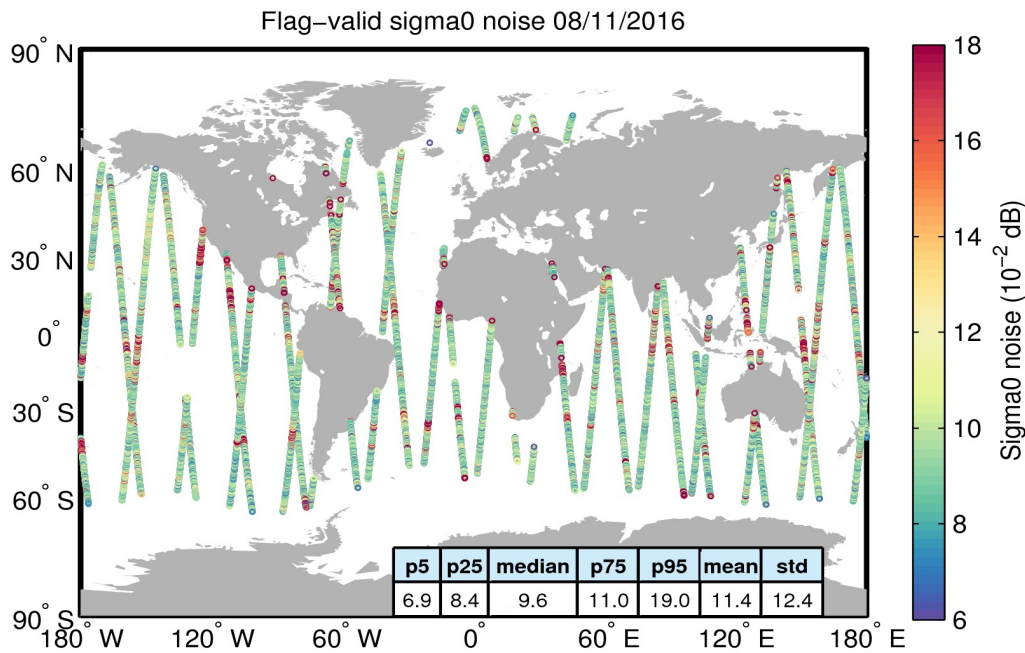 Flag−valid sigma0 noise 08/11/2016
90° N
60° N
30° N
0°
30° S
60° S
90° S
180° W
120° W
60° W
0°
60° E
120° E
180° E
p5 p25 median p75 p95 mean std
6.9 8.4 9.6 11.0 19.0 11.4 12.4
18
16
14
12
10
8
6
Sigma0 noise (10⁻² dB)